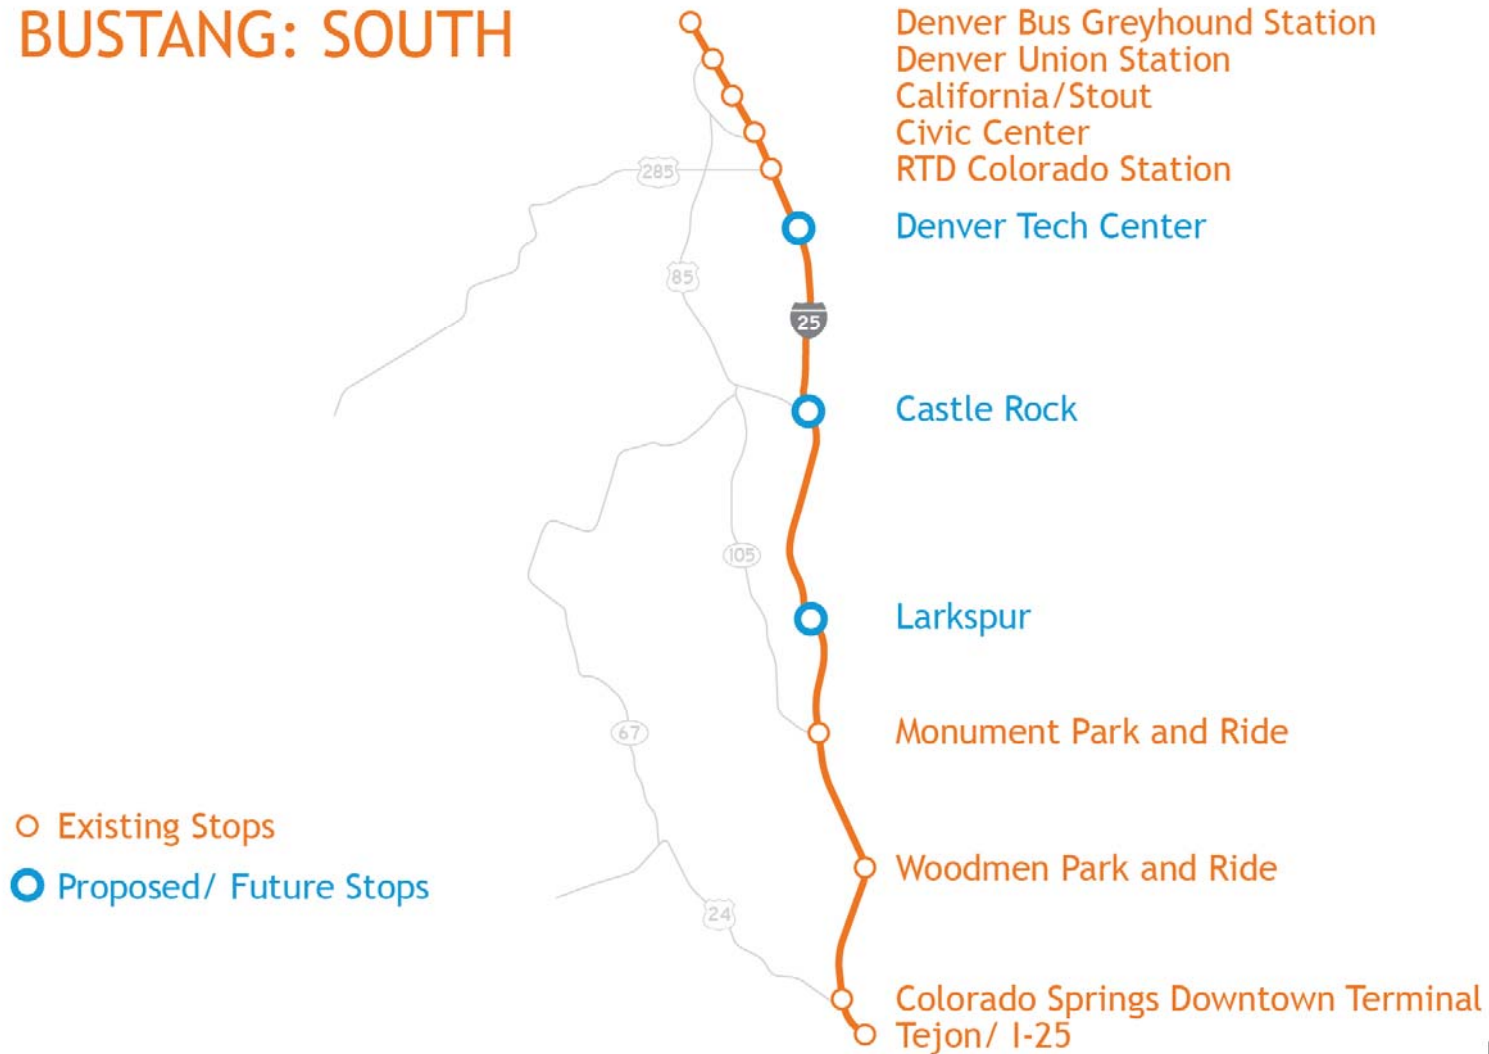 BUSTANG: SOUTH
Denver Bus Greyhound Station
Denver Union Station
California/Stout
Civic Center
RTD Colorado Station
285
Denver Tech Center
85
25
Castle Rock
105
Larkspur
67
Monument Park and Ride
Existing Stops
Woodmen Park and Ride
Proposed/ Future Stops
24
Colorado Springs Downtown Terminal
Tejon/ I-25